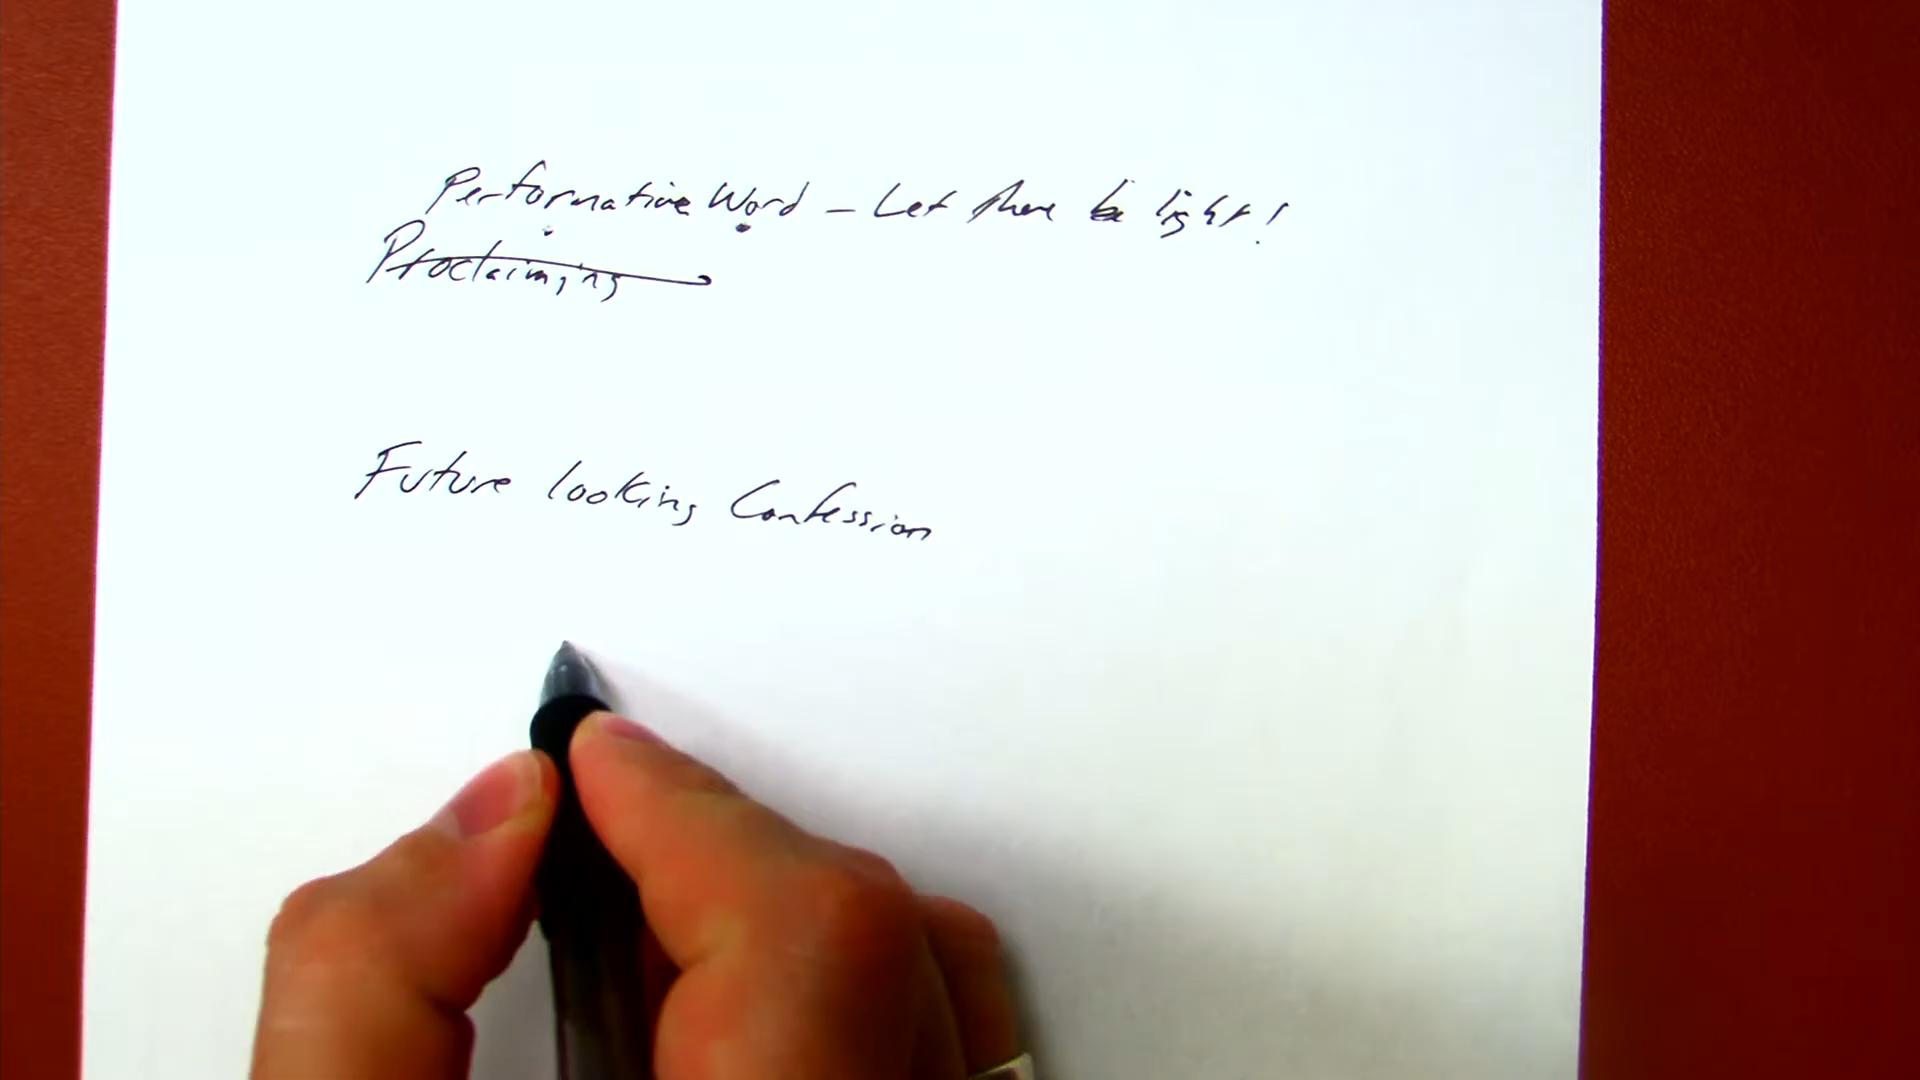 Performative Word - Let there be light!
Proclaiming
Future looking Confession